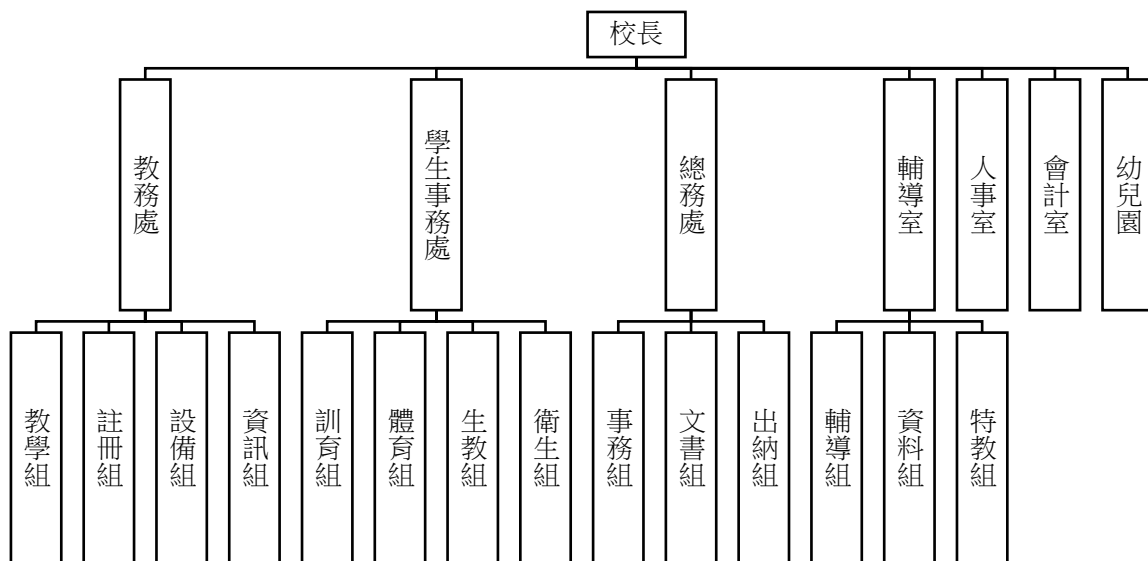 校長
教務處
學生事務處
總務處
輔導室
人事室
會計室
幼兒園
教學組
註冊組
設備組
資訊組
訓育組
體育組
生教組
衛生組
事務組
文書組
出納組
輔導組
資料組
特教組